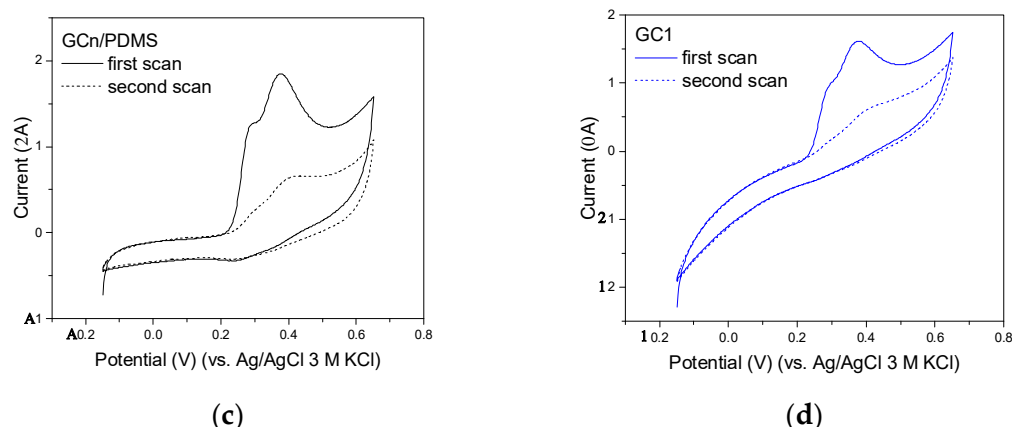 GCn/PDMS
first scan
second scan
2
1
0
A1
Current (2A)
A0.2
0.0
0.2
0.4
0.6
0.8
Potential (V) (vs. Ag/AgCl 3 M KCl)
(c)
GC1
first scan
second scan
2
1
0
21
12
Current (0A)
10.2
0.0
0.2
0.4
0.6
0.8
Potential (V) (vs. Ag/AgCl 3 M KCl)
(d)